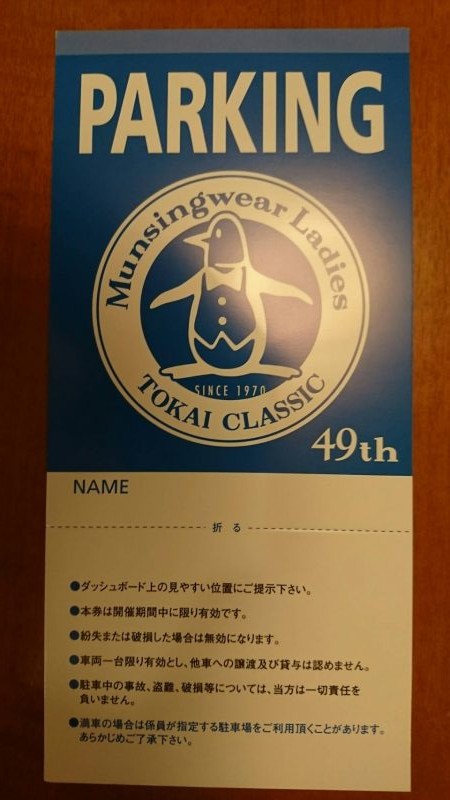 PARKING
Munsingwear Ladies
SINCE 1970
TOKAI CLASSIC
49th
NAME
折る
●ダッシュボード上の見やすい位置にご提示下さい。
●本券は開催期間中に限り有効です。
●紛失または破損した場合は無効になります。
●車両一台限り有効とし、他車への譲渡及び貸与は認めません。
●駐車中の事故、盗難、破損等については、当方は一切責任を
負いません。
●満車の場合は係員が指定する駐車場をご利用頂くことがあります。
あらかじめご了承下さい。